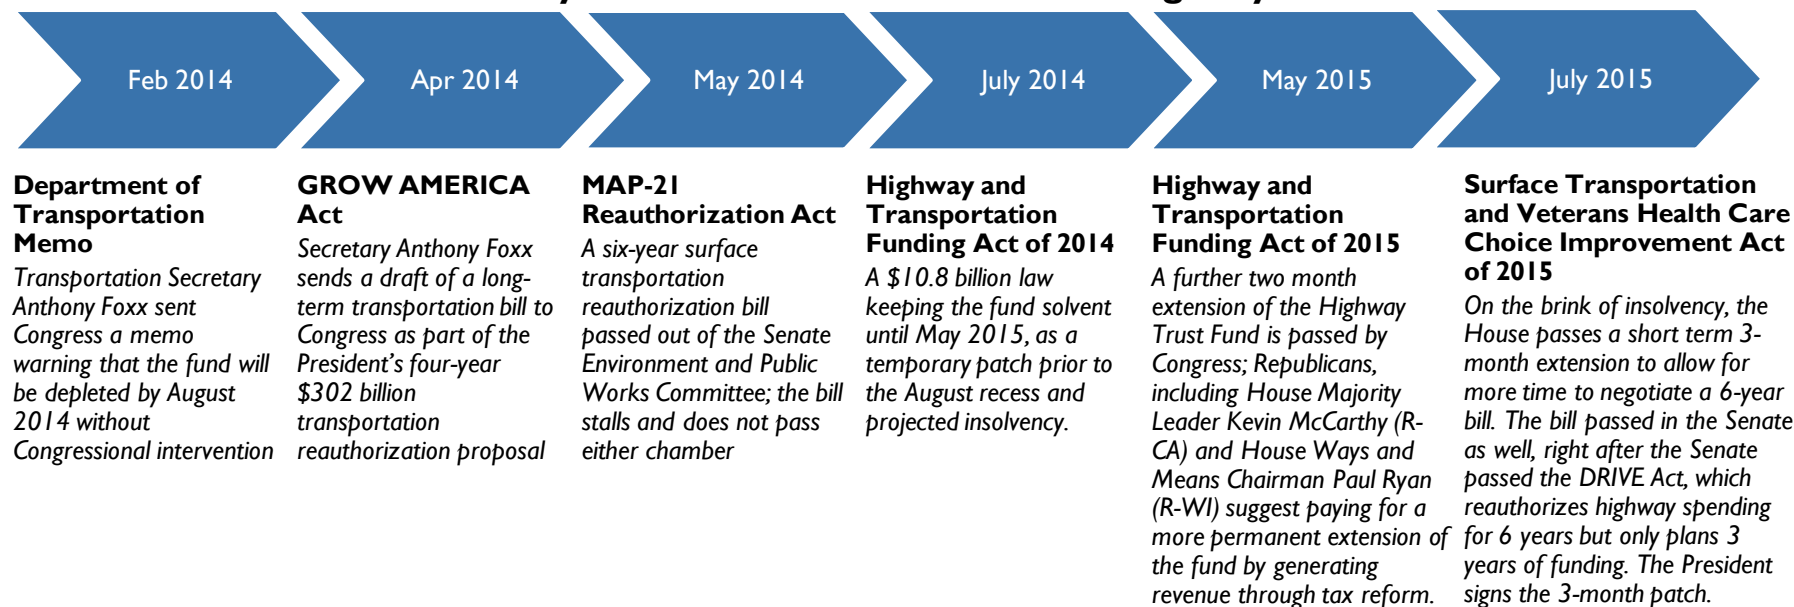 Feb 2014
Apr 2014
May 2014
July 2014
May 2015
July 2015
Department of
Transportation
Memo
Transportation Secretary
Anthony Foxx sent
Congress a memo
warning that the fund will
be depleted by August
2014 without
Congressional intervention
GROW AMERICA
Act
Secretary Anthony Foxx
sends a draft of a long-
term transportation bill to
Congress as part of the
President's four-year
$302 billion
transportation
reauthorization proposal
MAP-21
Reauthorization Act
A six-year surface
transportation
reauthorization bill
passed out of the Senate
Environment and Public
Works Committee; the bill
stalls and does not pass
either chamber
Highway and
Transportation
Funding Act of 2014
A $10.8 billion law
keeping the fund solvent
until May 2015, as a
temporary patch prior to
the August recess and
projected insolvency.
Highway and
Transportation
Funding Act of 2015
A further two month
extension of the Highway
Trust Fund is passed by
Congress; Republicans,
including House Majority
Leader Kevin McCarthy (R-
CA) and House Ways and
Means Chairman Paul Ryan
(R-WI) suggest paying for a
more permanent extension of
the fund by generating
revenue through tax reform.
Surface Transportation
and Veterans Health Care
Choice Improvement Act
of 2015
On the brink of insolvency, the
House passes a short term 3-
month extension to allow for
more time to negotiate a 6-year
bill. The bill passed in the Senate
as well, right after the Senate
passed the DRIVE Act, which
reauthorizes highway spending
for 6 years but only plans 3
years of funding. The President
signs the 3-month patch.